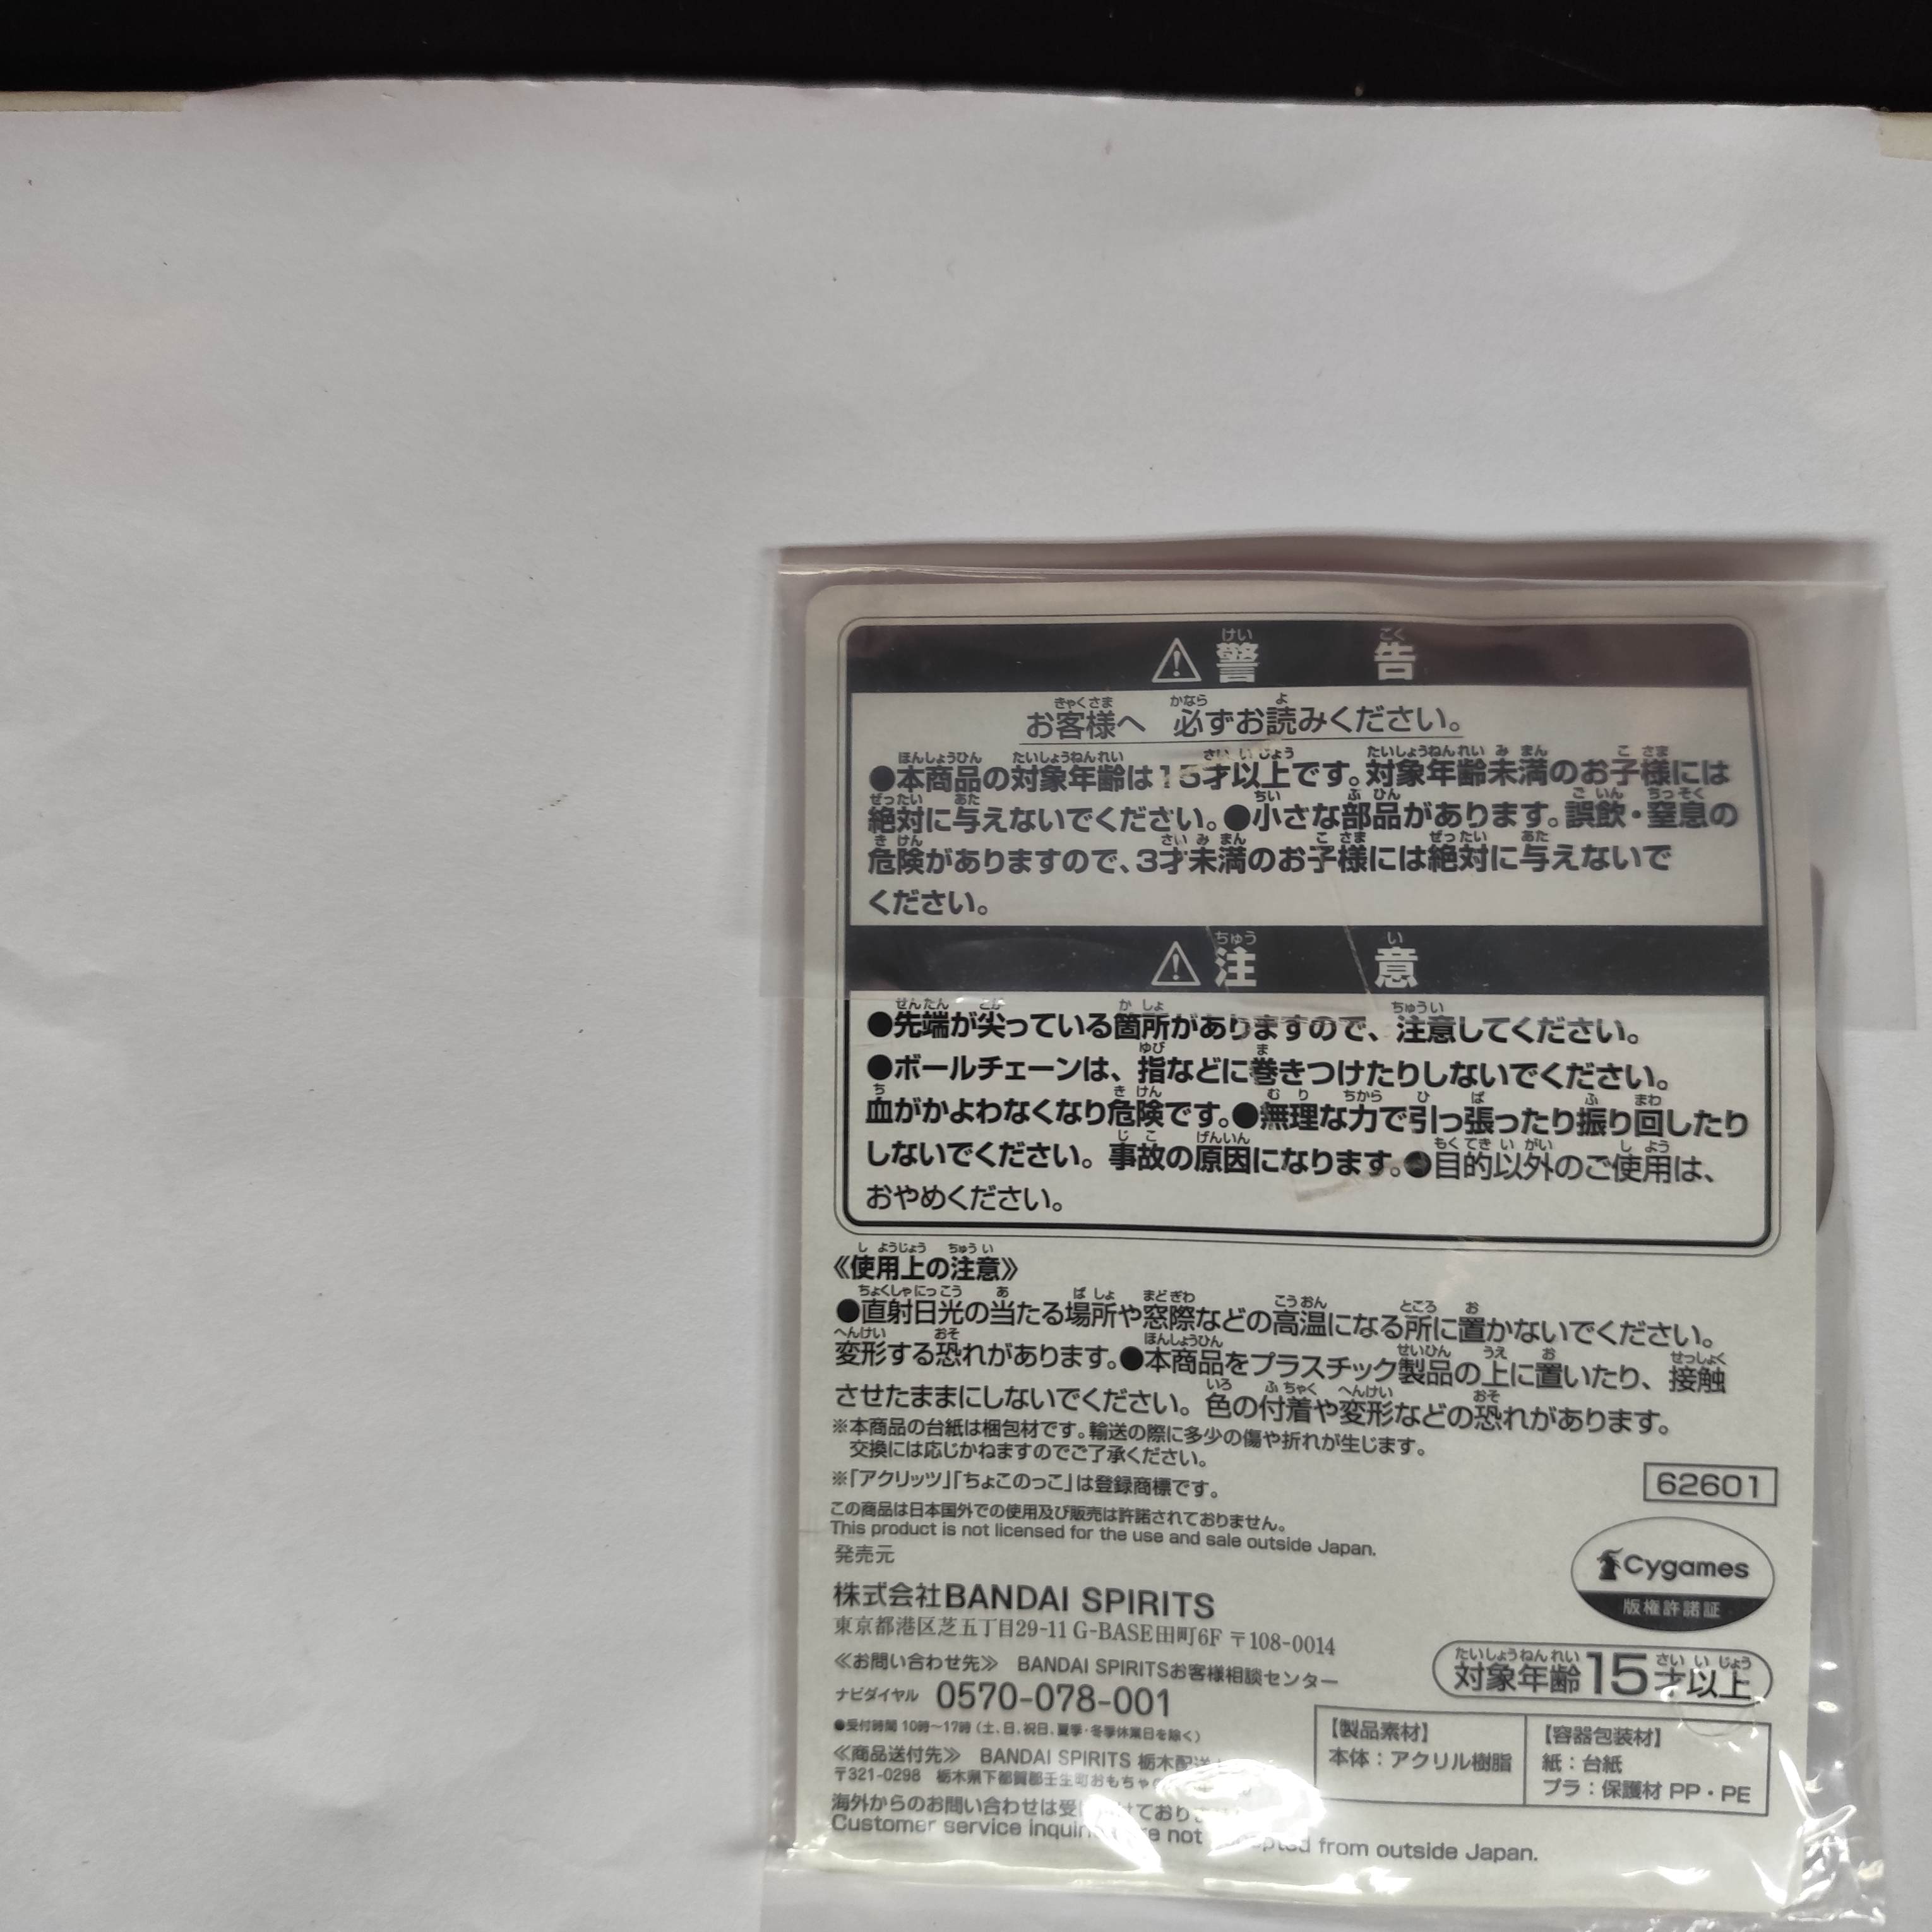 警告
お客様へ 必ずお読みください。
●本商品の対象年齢は15才以上です。対象年齢未満のお子様には
絶対に与えないでください。●小さな部品があります。誤飲・窒息の
危険がありますので、3才未満のお子様には絶対に与えないで
ください。
注意
●先端が尖っている箇所がありますので、注意してください。
●ボールチェーンは、指などに巻きつけたりしないでください。
血がかよわなくなり危険です。●無理な力で引っ張ったり振り回したり
しないでください。事故の原因になります。●目的以外のご使用は、
おやめください。
《使用上の注意》
●直射日光の当たる場所や窓際などの高温になる所に置かないでください。
変形する恐れがあります。●本商品をプラスチック製品の上に置いたり、接触
させたままにしないでください。色の付着や変形などの恐れがあります。
※本商品の台紙は梱包材です。輸送の際に多少の傷や折れが生じます。
交換には応じかねますのでご了承ください。
※「アクリッツ」「ちょこのっこ」は登録商標です。
62601
この商品は日本国外での使用及び販売は許諾されておりません。
This product is not licensed for the use and sale outside Japan.
発売元
株式会社BANDAI SPIRITS
東京都港区芝五丁目29-11 G-BASE田町6F 〒108-0014
Cygames
版権許諾証
≪お問い合わせ先≫ BANDAI SPIRITSお客様相談センター
ナビダイヤル 0570-078-001
●受付時間 10時～17時 (土、日、祝日、夏季・冬季休業日を除く)
対象年齢15才以上
≪商品送付先≫ BANDAI SPIRITS 栃木配送
〒321-0298 栃木県下都賀郡壬生町おもちゃ
海外からのお問い合わせは受け
Customer service not from outside Japan.
【製品素材】
本体：アクリル樹脂
【容器包装材】
紙：台紙
プラ：保護材 PP・PE